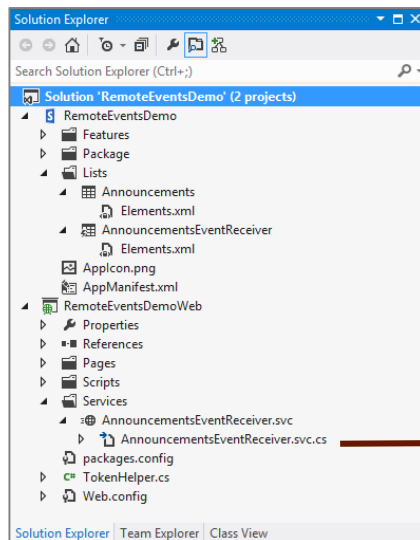 Solution Explorer
Search Solution Explorer (Ctrl+;)
Solution 'RemoteEventsDemo' (2 projects)
RemoteEventsDemo
Features
Package
Lists
Announcements
Elements.xml
AnnouncementsEventReceiver
Elements.xml
AppIcon.png
AppManifest.xml
RemoteEventsDemoWeb
Properties
References
Pages
Scripts
Services
AnnouncementsEventReceiver.svc
AnnouncementsEventReceiver.svc.cs
packages.config
C# TokenHelper.cs
Web.config
Solution Explorer Team Explorer Class View